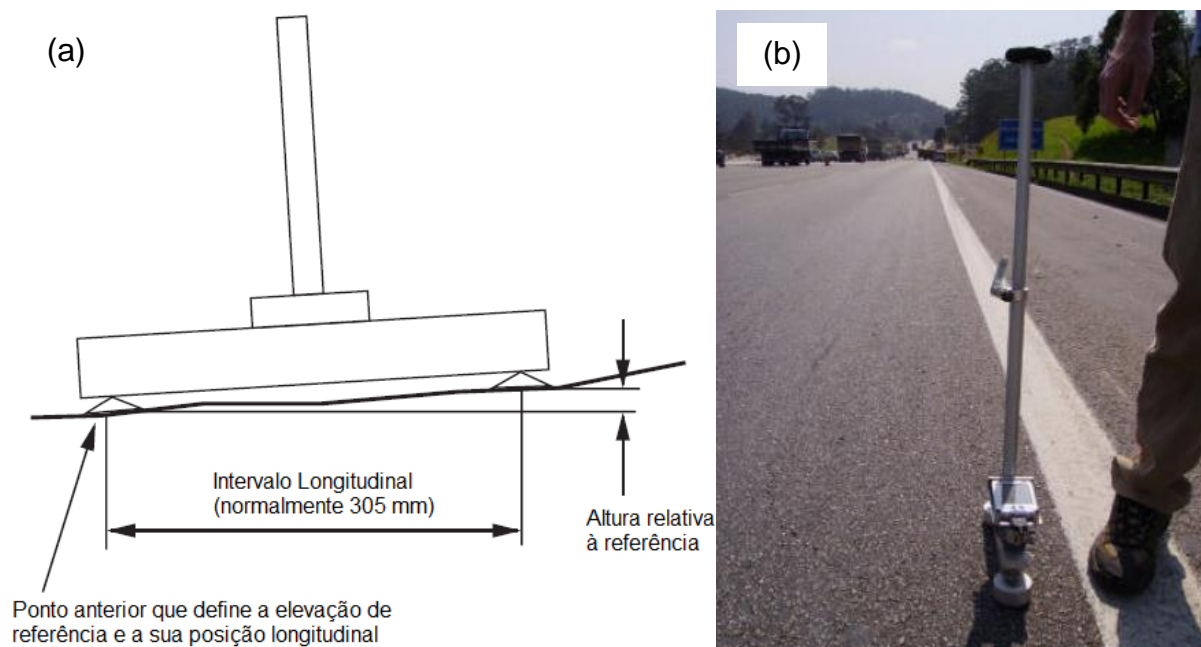 (a)
Intervalo Longitudinal
(normalmente 305 mm)
Altura relativa
à referência
Ponto anterior que define a elevação de
referência e a sua posição longitudinal
(b)